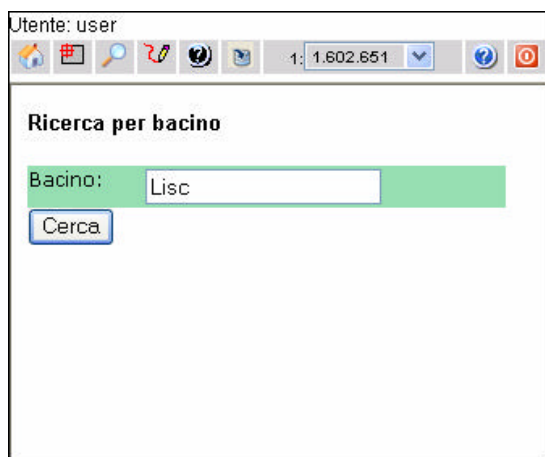 Utente: user
1: 1.602.651
Ricerca per bacino
Bacino: Lisc
Cerca